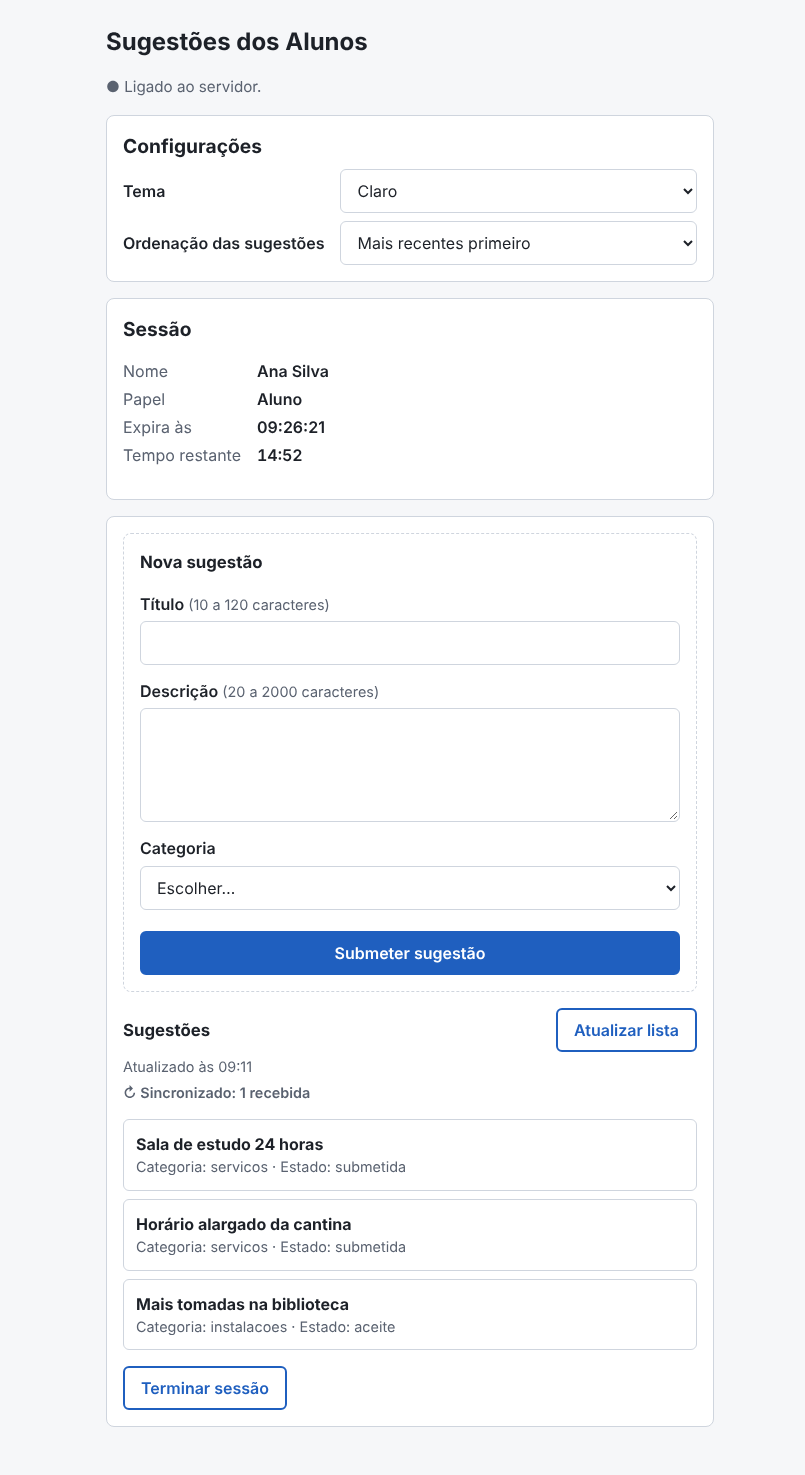 Sugestões dos Alunos
● Ligado ao servidor.
Configurações
Tema Claro
Ordenação das sugestões Mais recentes primeiro
Sessão
Nome Ana Silva
Papel Aluno
Expira às 09:26:21
Tempo restante 14:52
Nova sugestão
Título (10 a 120 caracteres)
Descrição (20 a 2000 caracteres)
Categoria
Escolher...
Submeter sugestão
Sugestões Atualizar lista
Atualizado às 09:11
↻ Sincronizado: 1 recebida
Sala de estudo 24 horas
Categoria: servicos · Estado: submetida
Horário alargado da cantina
Categoria: servicos · Estado: submetida
Mais tomadas na biblioteca
Categoria: instalacoes · Estado: aceite
Terminar sessão